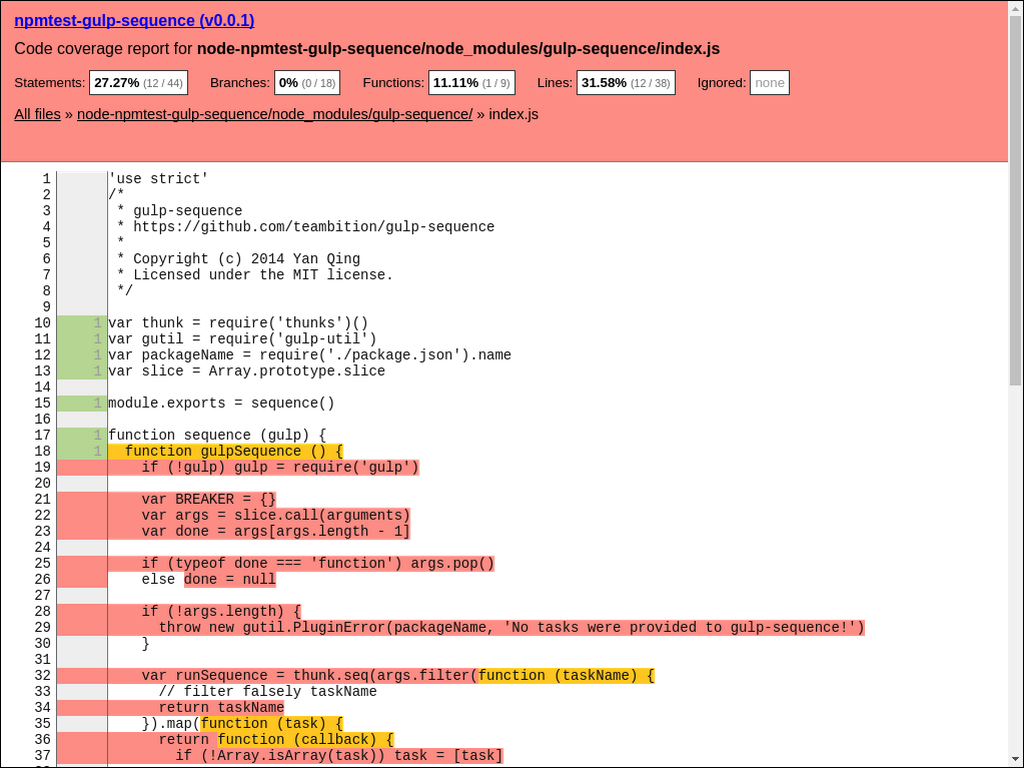 npmtest-gulp-sequence (v0.0.1)
Code coverage report for node-npmtest-gulp-sequence/node_modules/gulp-sequence/index.js
Statements: 27.27% (12 / 44) Branches: 0% (0 / 18) Functions: 11.11% (1 / 9) Lines: 31.58% (12 / 38) Ignored: none
All files » node-npmtest-gulp-sequence/node_modules/gulp-sequence/ » index.js
1 'use strict'
2 /*
3  * gulp-sequence
4  * https://github.com/teambition/gulp-sequence
5  *
6  * Copyright (c) 2014 Yan Qing
7  * Licensed under the MIT license.
8  */
9
10 1 var thunk = require('thunks')()
11 1 var gutil = require('gulp-util')
12 1 var packageName = require('./package.json').name
13 1 var slice = Array.prototype.slice
14
15 1 module.exports = sequence()
16
17 1 function sequence (gulp) {
18 1   function gulpSequence () {
19     if (!gulp) gulp = require('gulp')
20
21     var BREAKER = {}
22     var args = slice.call(arguments)
23     var done = args[args.length - 1]
24
25     if (typeof done === 'function') args.pop()
26     else done = null
27
28     if (!args.length) {
29       throw new gutil.PluginError(packageName, 'No tasks were provided to gulp-sequence!')
30     }
31
32     var runSequence = thunk.seq(args.filter(function (taskName) {
33       // filter falsely taskName
34       return taskName
35     }).map(function (task) {
36       return function (callback) {
37         if (!Array.isArray(task)) task = [task]